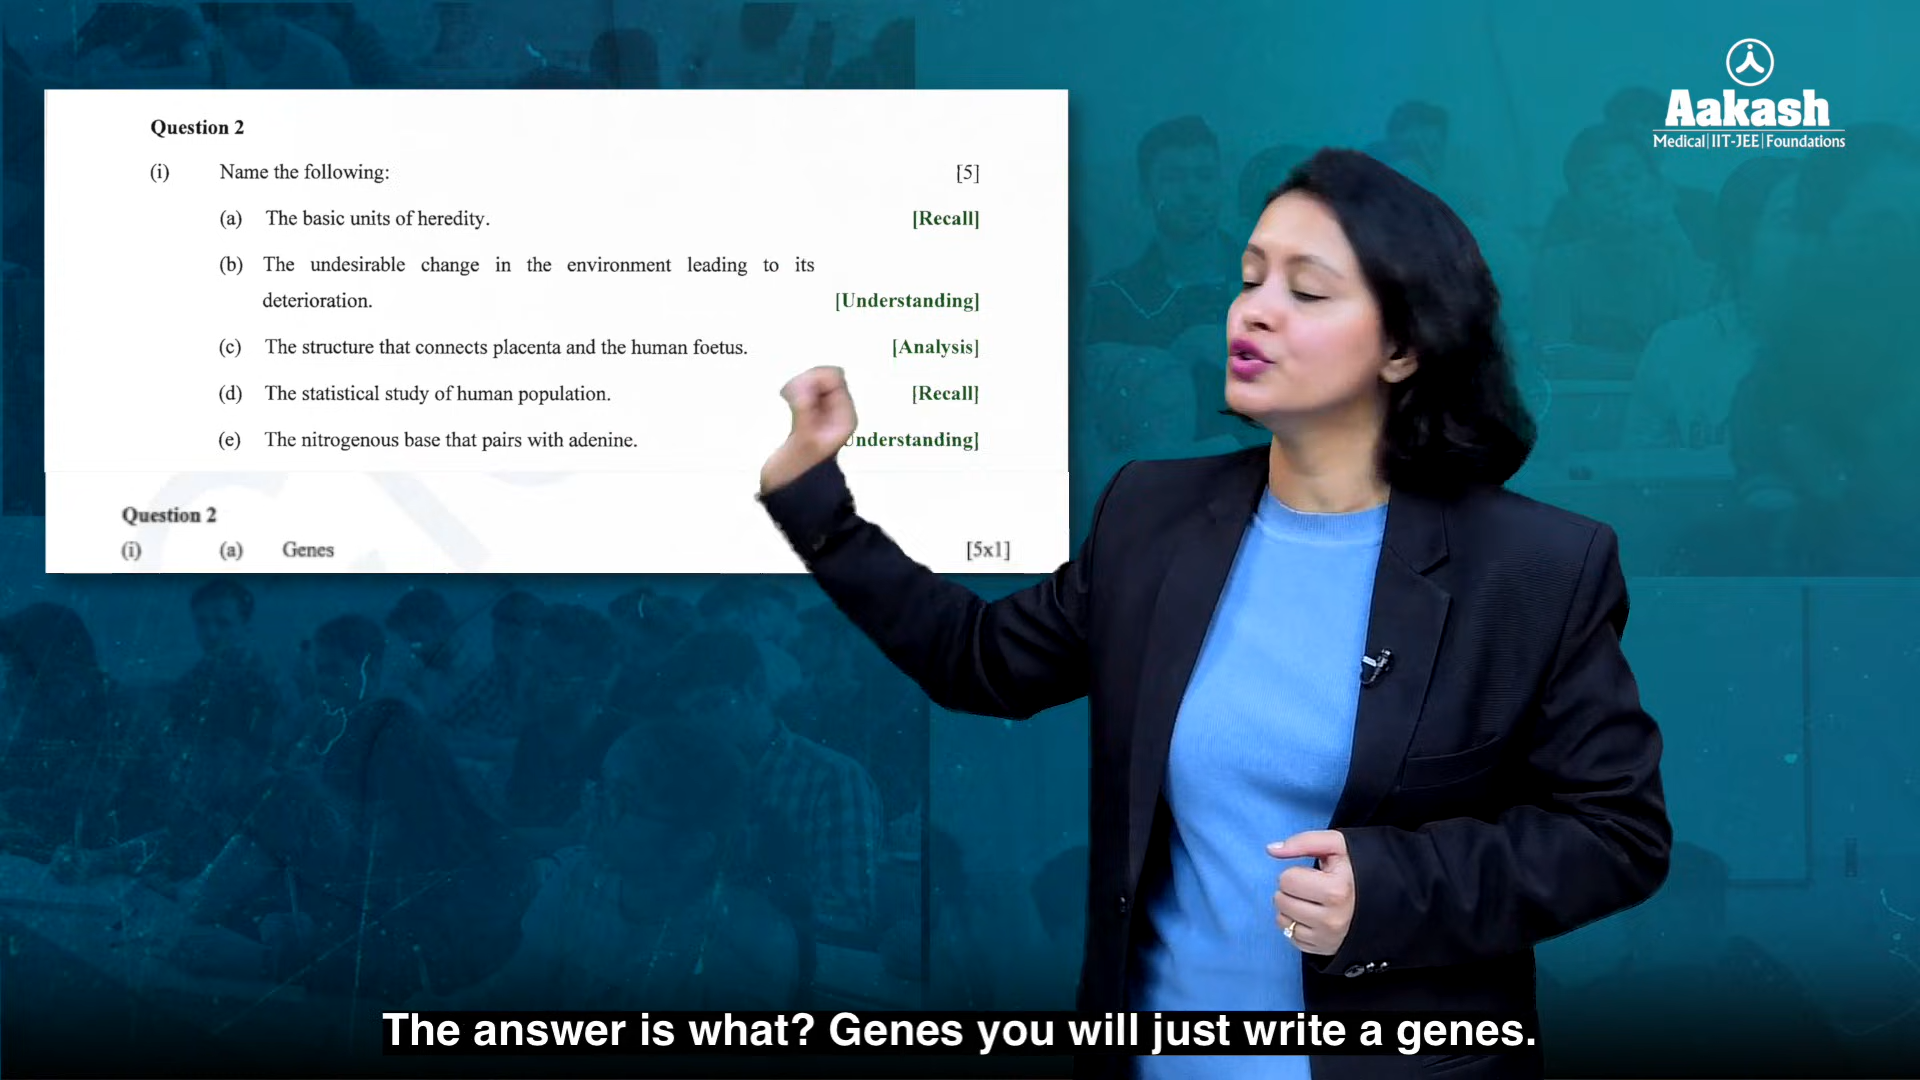 Aakash
Medical|IIT-JEE|Foundations
Question 2
(i) Name the following: [5]
(a) The basic units of heredity. [Recall]
(b) The undesirable change in the environment leading to its
deterioration. [Understanding]
(c) The structure that connects placenta and the human foetus. [Analysis]
(d) The statistical study of human population. [Recall]
(e) The nitrogenous base that pairs with adenine. Understanding]
Question 2
(i) (a) Genes [5x1]
The answer is what? Genes you will just write a genes.